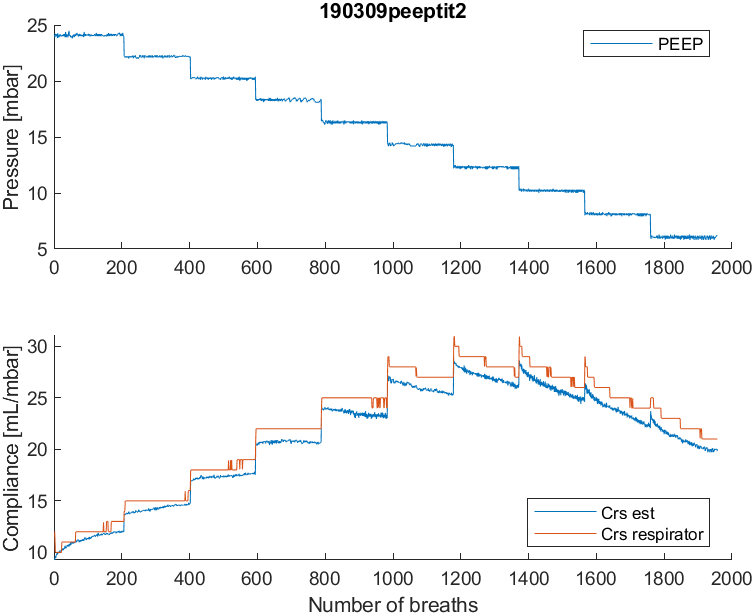 190309peeptit2
PEEP
Pressure [mbar]
25
20
15
10
5
0 200 400 600 800 1000 1200 1400 1600 1800 2000
Compliance [mL/mbar]
30
25
20
15
10
Crs est
Crs respirator
0 200 400 600 800 1000 1200 1400 1600 1800 2000
Number of breaths